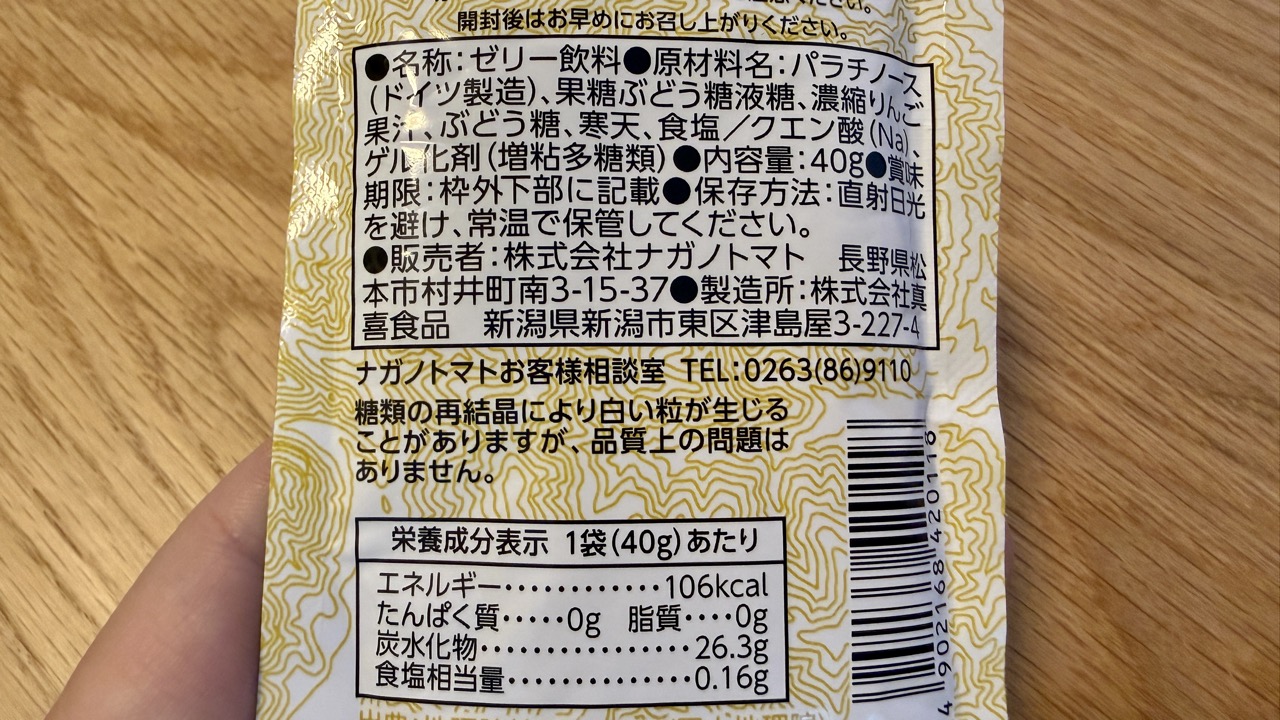 開封後はお早めにお召し上がりください。
●名称：ゼリー飲料●原材料名：パラチノース
（ドイツ製造）、果糖ぶどう糖液糖、濃縮りんご
果汁、ぶどう糖、寒天、食塩／クエン酸（Na）、
ゲル化剤（増粘多糖類）●内容量：40g●賞味
期限：枠外下部に記載●保存方法：直射日光
を避け、常温で保管してください。
●販売者：株式会社ナガノトマト　長野県松
本市村井町南3-15-37●製造所：株式会社真
喜食品　新潟県新潟市東区津島屋3-227-4
ナガノトマトお客様相談室 TEL：0263(86)9110
糖類の再結晶により白い粒が生じる
ことがありますが、品質上の問題は
ありません。
栄養成分表示 1袋（40g）あたり
エネルギー············106kcal
たんぱく質·····0g 脂質····0g
炭水化物················26.3g
食塩相当量··············0.16g
4 902168 420118